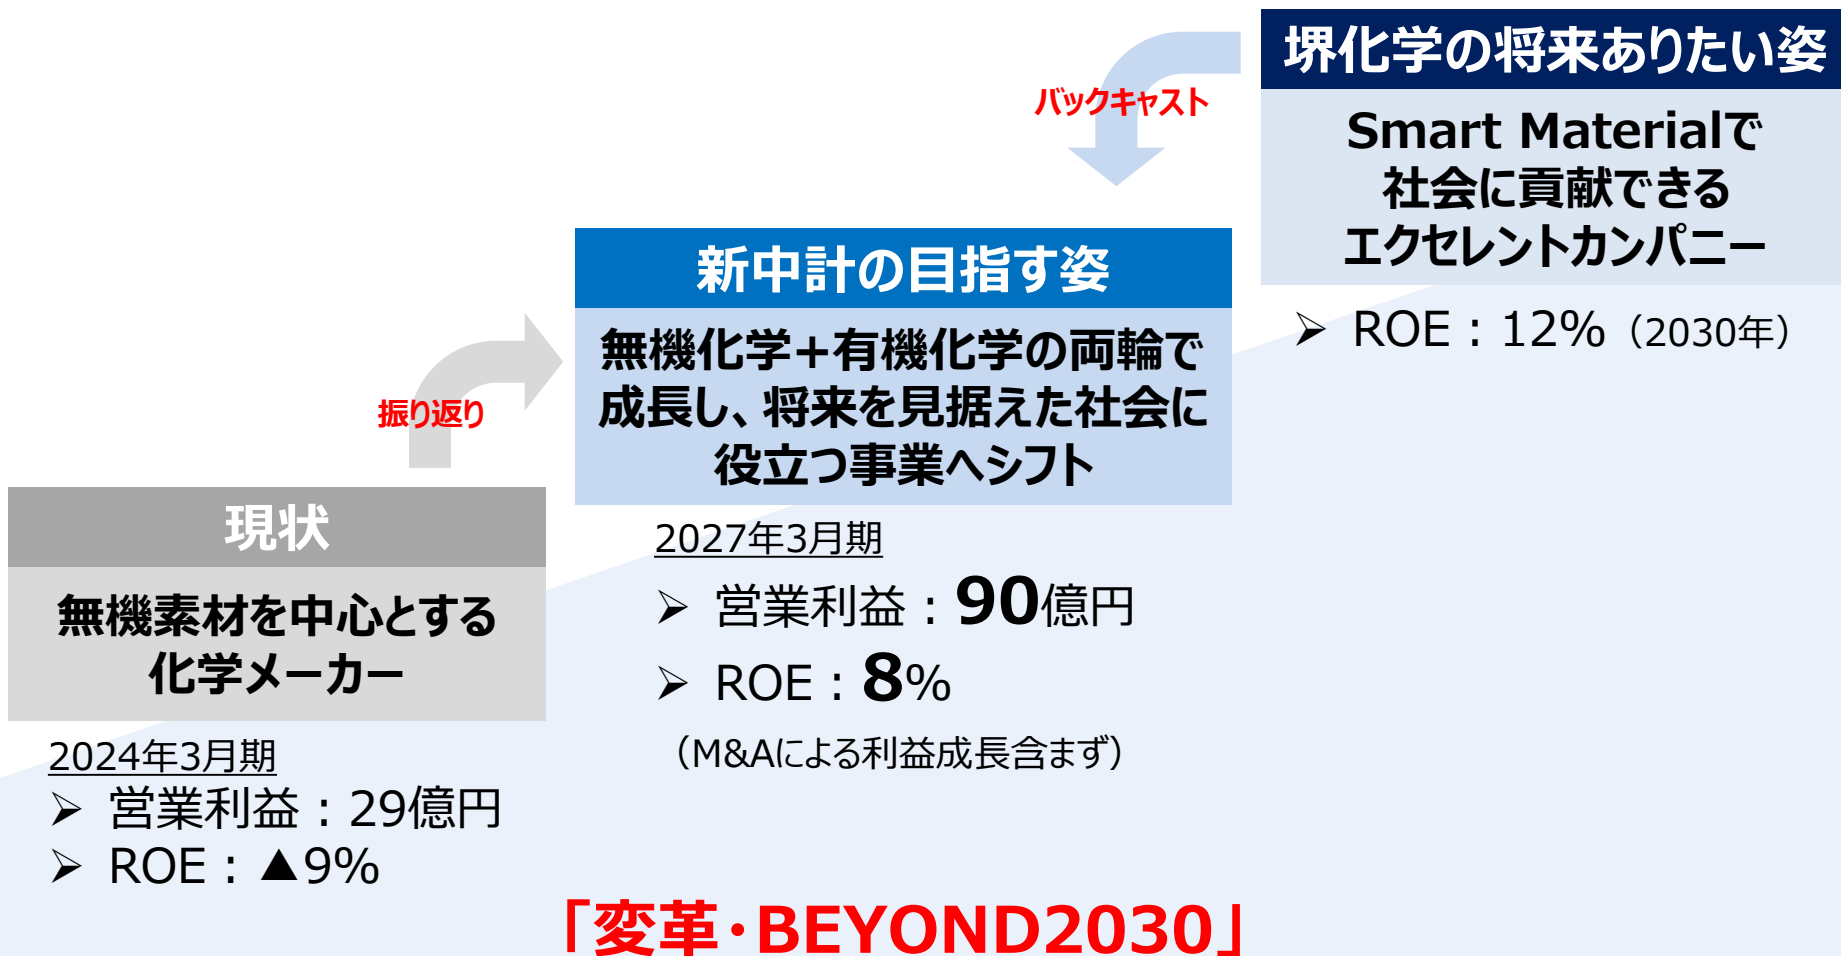 堺化学の将来ありたい姿
Smart Materialで
社会に貢献できる
エクセレントカンパニー
➢ ROE：12%（2030年）
バックキャスト
新中計の目指す姿
無機化学+有機化学の両輪で
成長し、将来を見据えた社会に
役立つ事業へシフト
2027年3月期
➢ 営業利益：90億円
➢ ROE：8%
（M&Aによる利益成長含まず）
振り返り
現状
無機素材を中心とする
化学メーカー
2024年3月期
➢ 営業利益：29億円
➢ ROE：▲9%
「変革・BEYOND2030」